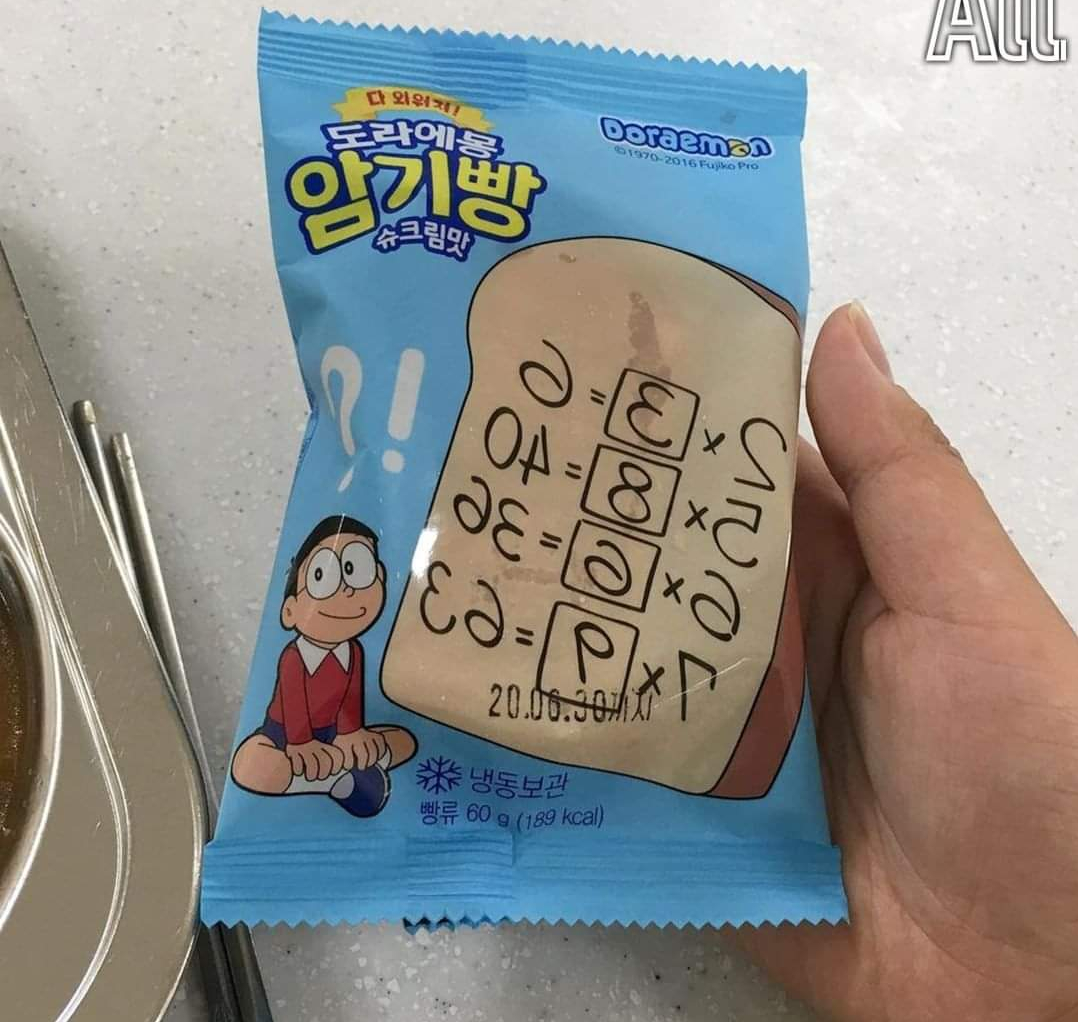 All
다 외워져!
도라에몽
암기빵
슈크림맛
Doraemon
©1970-2016 Fujiko Pro
?!
2×3=6
5×8=40
6×6=36
7×9=63
20.06.30까지
냉동보관
빵류 60 g (189 kcal)